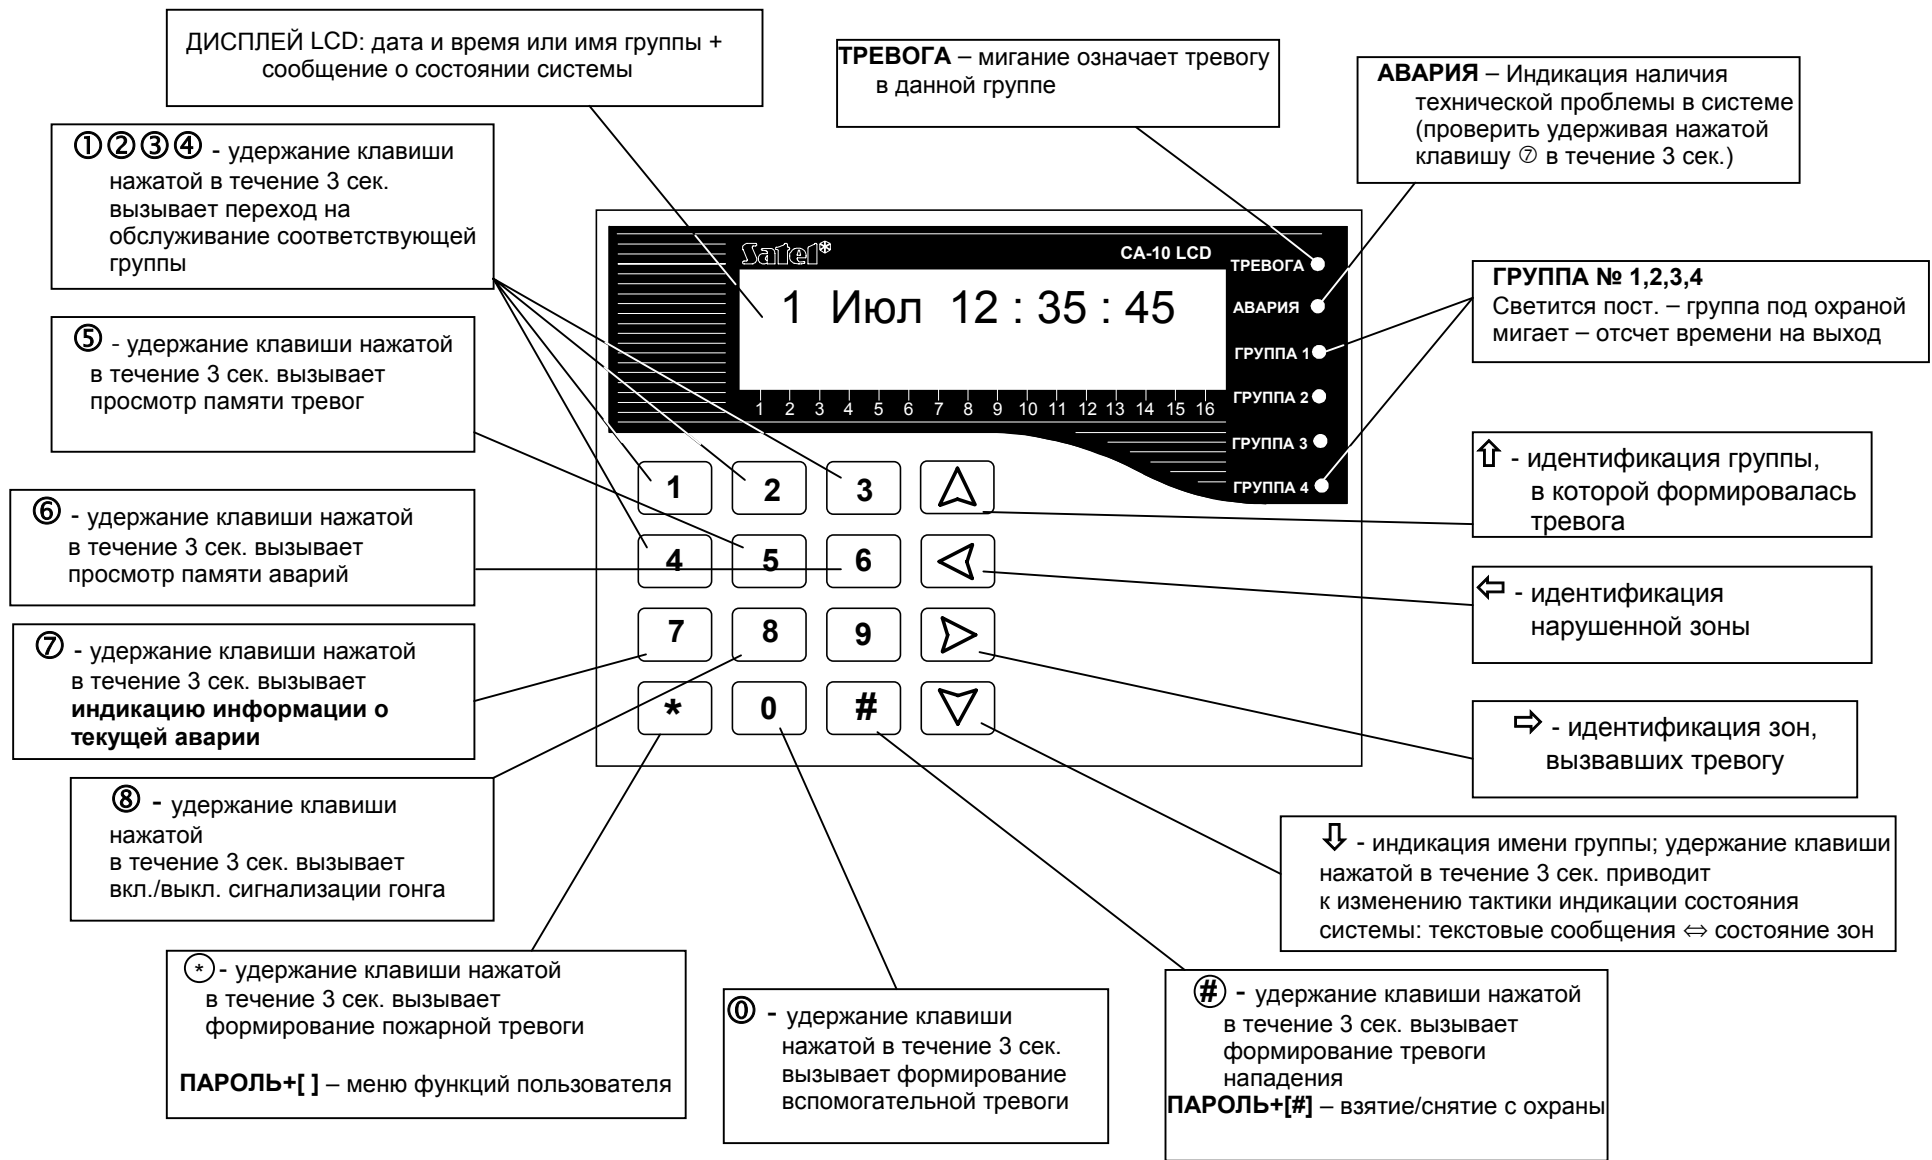 ДИСПЛЕЙ LCD: дата и время или имя группы +
сообщение о состоянии системы
ТРЕВОГА – мигание означает тревогу
в данной группе
АВАРИЯ – Индикация наличия
технической проблемы в системе
(проверить удерживая нажатой
клавишу ⑦ в течение 3 сек.)
①②③④ - удержание клавиши
нажатой в течение 3 сек.
вызывает переход на
обслуживание соответствующей
группы
⑤ - удержание клавиши нажатой
в течение 3 сек. вызывает
просмотр памяти тревог
⑥ - удержание клавиши нажатой
в течение 3 сек. вызывает
просмотр памяти аварий
⑦ - удержание клавиши нажатой
в течение 3 сек. вызывает
индикацию информации о
текущей аварии
⑧ - удержание клавиши
нажатой
в течение 3 сек. вызывает
вкл./выкл. сигнализации гонга
Satel* CA-10 LCD
1 Июл 12 : 35 : 45
1 2 3 4 5 6 7 8 9 10 11 12 13 14 15 16
ТРЕВОГА
АВАРИЯ
ГРУППА 1
ГРУППА 2
ГРУППА 3
ГРУППА 4
1 2 3
4 5 6
7 8 9
* 0 #
ГРУППА № 1,2,3,4
Светится пост. – группа под охраной
мигает – отсчет времени на выход
⇧ - идентификация группы,
в которой формировалась
тревога
⇦ - идентификация
нарушенной зоны
⇨ - идентификация зон,
вызвавших тревогу
⇩ - индикация имени группы; удержание клавиши
нажатой в течение 3 сек. приводит
к изменению тактики индикации состояния
системы: текстовые сообщения ⇔ состояние зон
(*) - удержание клавиши нажатой
в течение 3 сек. вызывает
формирование пожарной тревоги
ПАРОЛЬ+[ ] – меню функций пользователя
⓪ - удержание клавиши
нажатой в течение 3 сек.
вызывает формирование
вспомогательной тревоги
(#) - удержание клавиши нажатой
в течение 3 сек. вызывает
формирование тревоги
нападения
ПАРОЛЬ+[#] – взятие/снятие с охраны